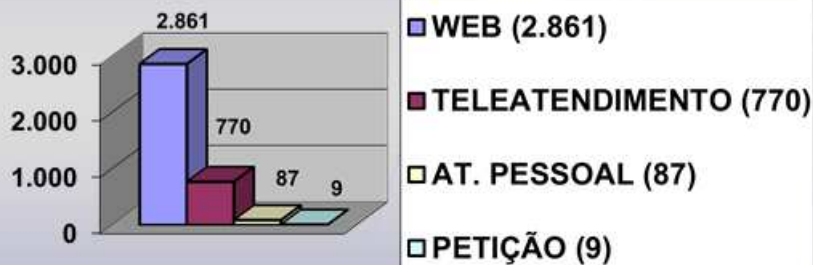 2.861
3.000
770
2.000
1.000
87
9
0
WEB (2.861)
TELEATENDIMENTO (770)
AT. PESSOAL (87)
PETIÇÃO (9)